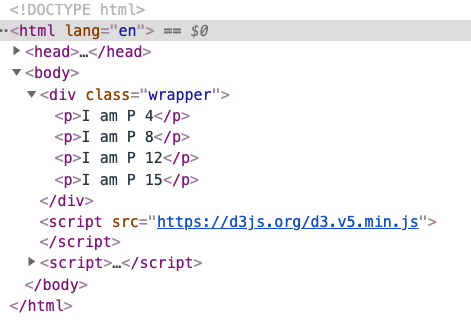 <!DOCTYPE html>
··<html lang="en"> == $0
▶<head>…</head>
▼<body>
▼<div class="wrapper">
<p>I am P 4</p>
<p>I am P 8</p>
<p>I am P 12</p>
<p>I am P 15</p>
</div>
<script src="https://d3js.org/d3.v5.min.js">
</script>
▶<script>…</script>
</body>
</html>